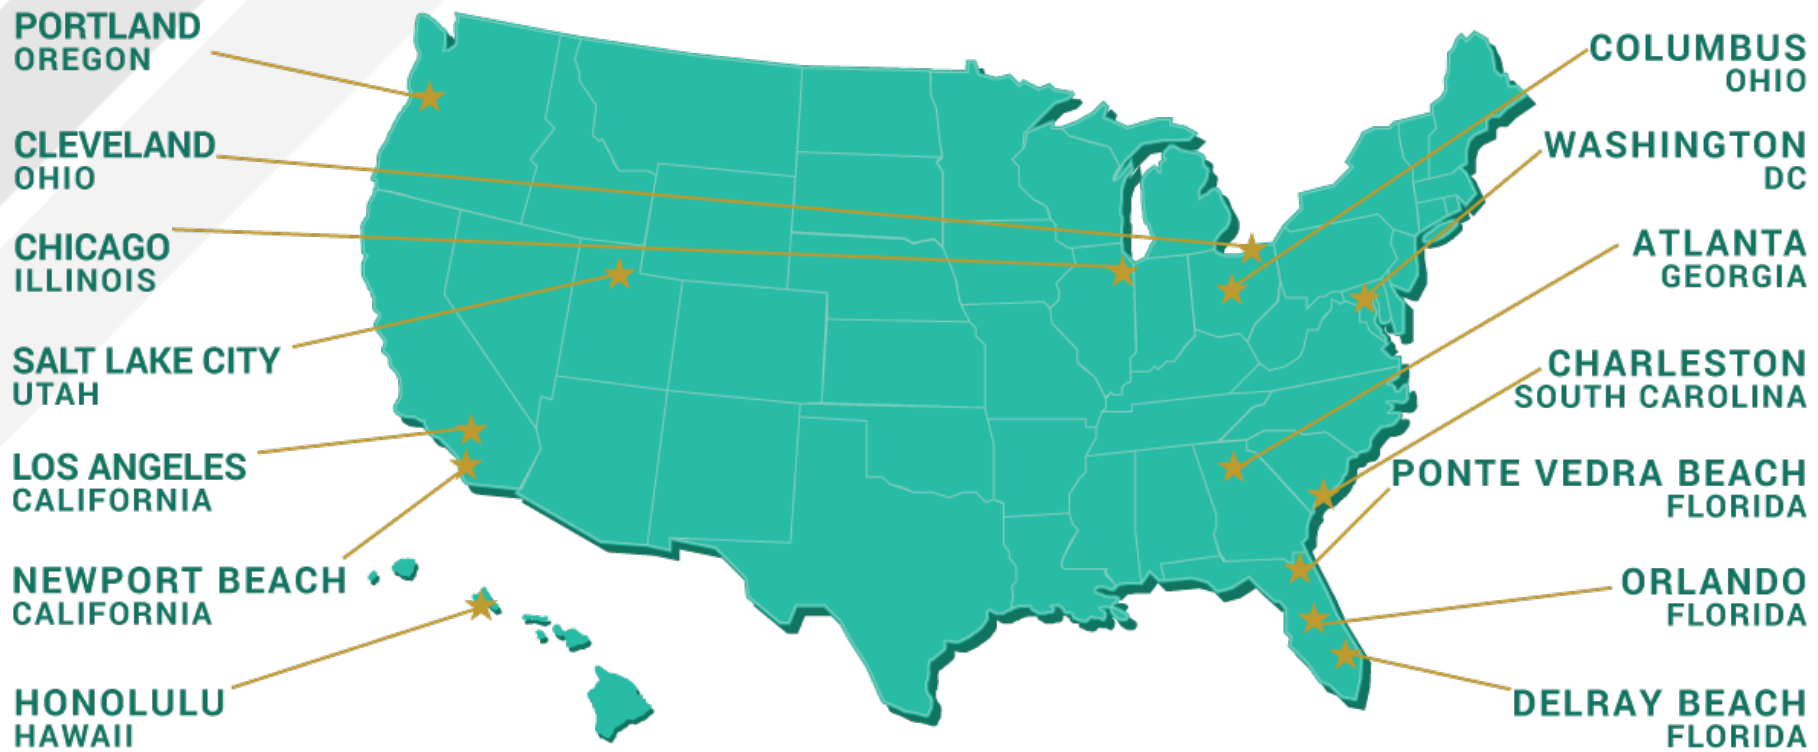 PORTLAND
OREGON
CLEVELAND
OHIO
CHICAGO
ILLINOIS
SALT LAKE CITY
UTAH
LOS ANGELES
CALIFORNIA
NEWPORT BEACH
CALIFORNIA
HONOLULU
HAWAII
COLUMBUS
OHIO
WASHINGTON
DC
ATLANTA
GEORGIA
CHARLESTON
SOUTH CAROLINA
PONTE VEDRA BEACH
FLORIDA
ORLANDO
FLORIDA
DELRAY BEACH
FLORIDA